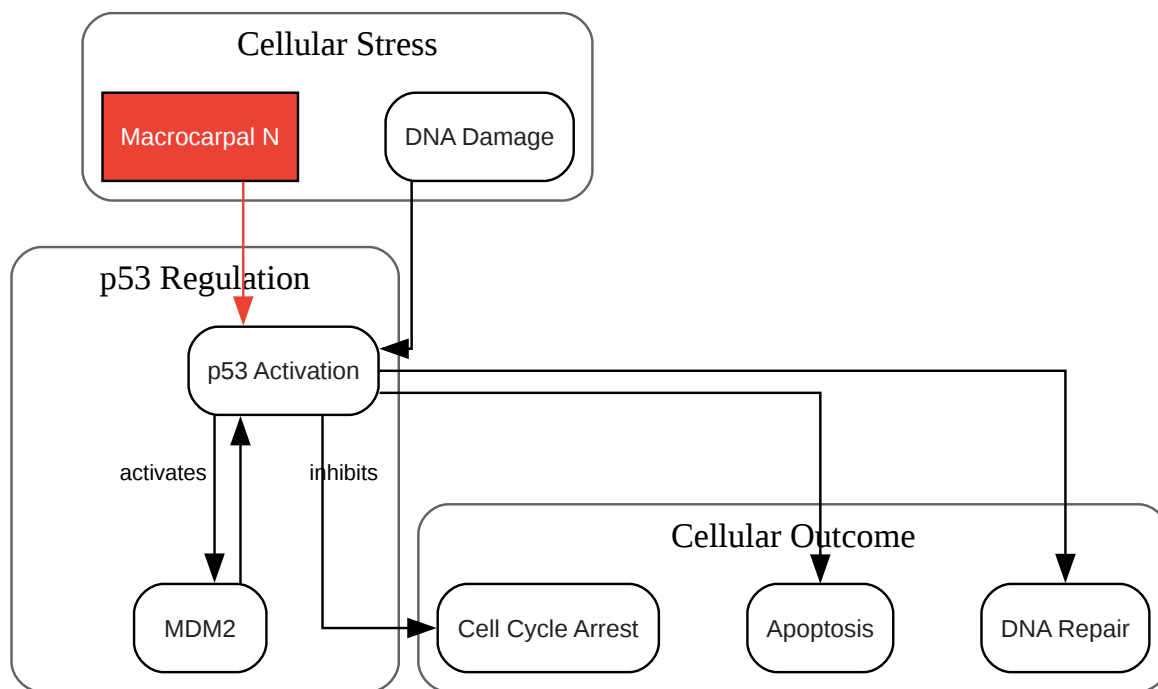 Cellular Stress
Macrocarpal N
DNA Damage
p53 Regulation
p53 Activation
activates
inhibits
Cellular Outcome
MDM2
Cell Cycle Arrest
Apoptosis
DNA Repair